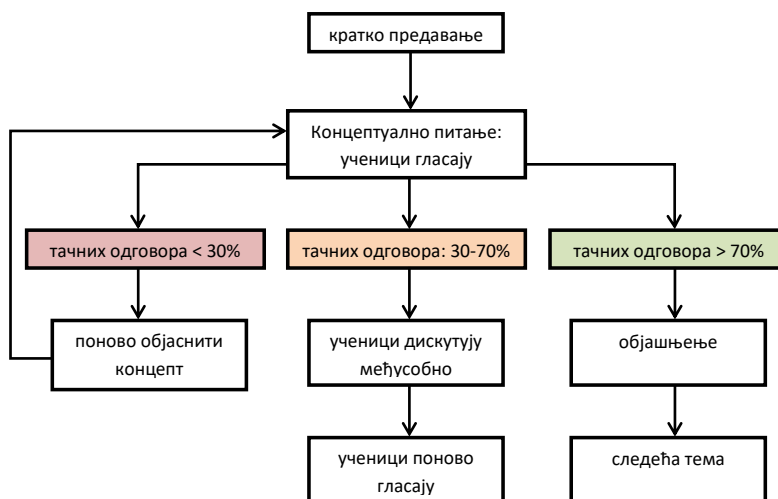 кратко предавање
Концептуално питање:
ученици гласају
тачних одговора < 30%
тачних одговора: 30-70%
тачних одговора > 70%
поново објаснити
концепт
ученици дискутују
међусобно
објашњење
ученици поново
гласају
следећа тема